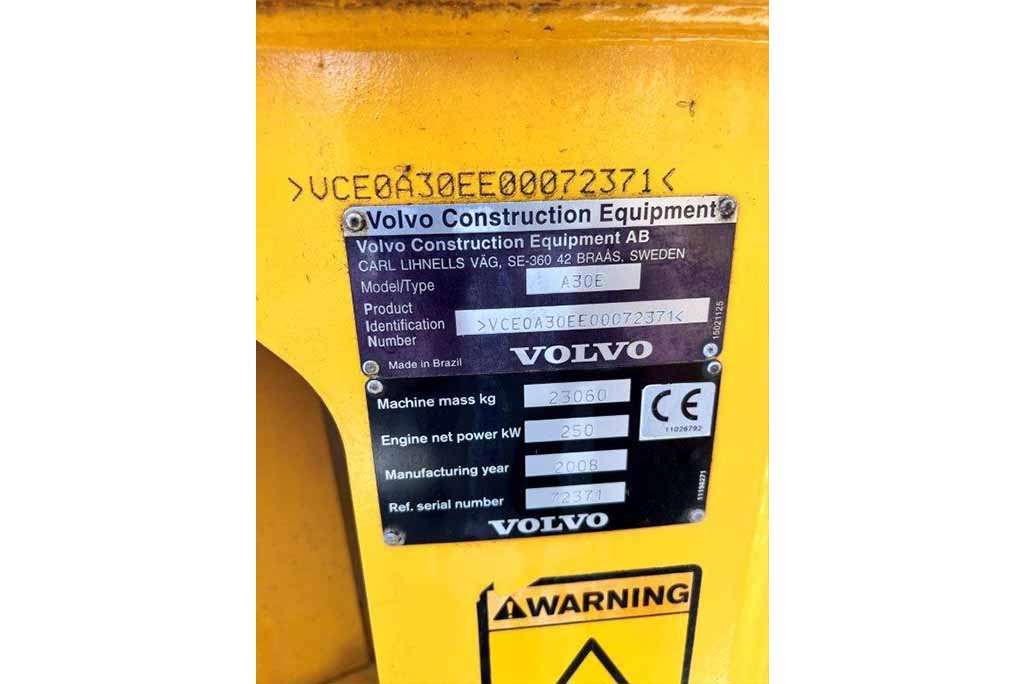 >VCE0A30EE00072371<
Volvo Construction Equipment
Volvo Construction Equipment AB
CARL LIHNELLS VÄG, SE-360 42 BRAÅS, SWEDEN
Model/Type A30E
Product
Identification >VCE0A30EE00072371<
Number
Made in Brazil VOLVO
15021125
Machine mass kg 23060
CE
11026792
Engine net power kW 250
Manufacturing year 2008
Ref. serial number 72371
VOLVO
11198271
WARNING